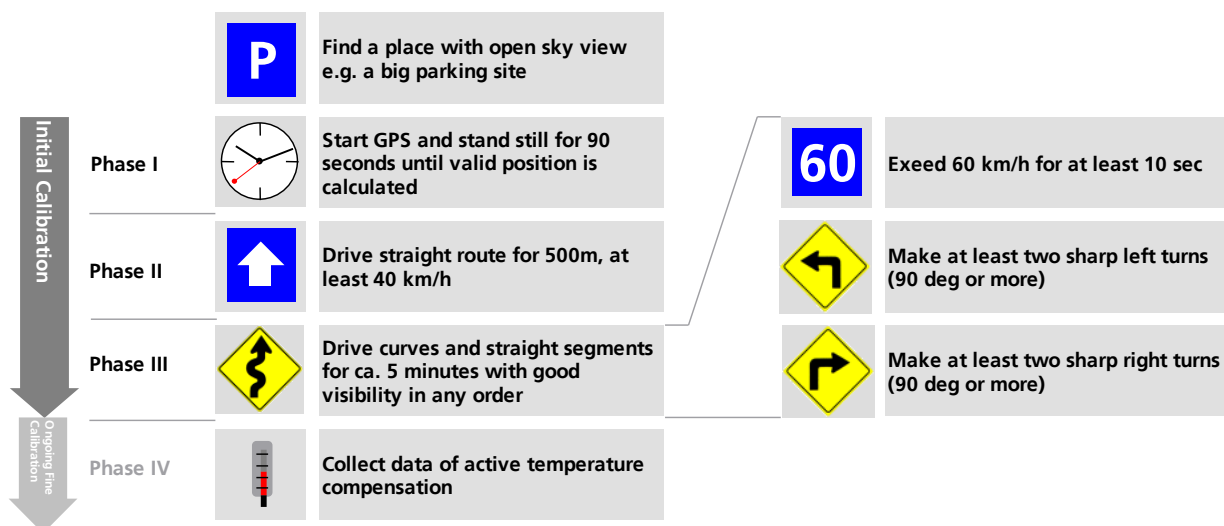 P
Find a place with open sky view
e.g. a big parking site
Initial Calibration
Phase I
Start GPS and stand still for 90
seconds until valid position is
calculated
Phase II
Drive straight route for 500m, at
least 40 km/h
Phase III
Drive curves and straight segments
for ca. 5 minutes with good
visibility in any order
60
Exeed 60 km/h for at least 10 sec
Make at least two sharp left turns
(90 deg or more)
Make at least two sharp right turns
(90 deg or more)
Ongoing Fine
Calibration
Phase IV
Collect data of active temperature
compensation